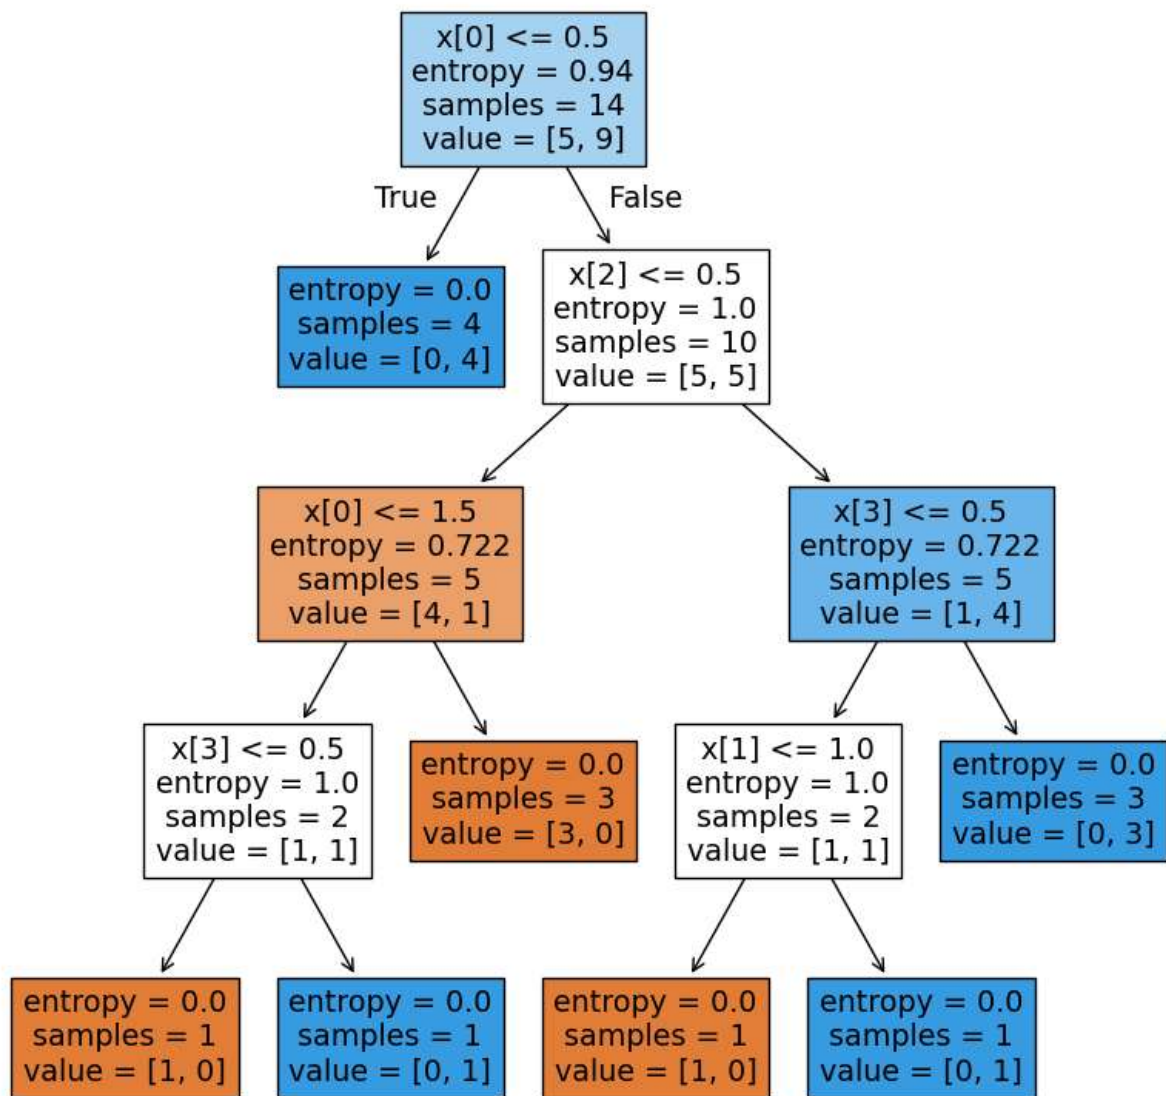 x[0] <= 0.5
entropy = 0.94
samples = 14
value = [5, 9]
True
False
entropy = 0.0
samples = 4
value = [0, 4]
x[2] <= 0.5
entropy = 1.0
samples = 10
value = [5, 5]
x[0] <= 1.5
entropy = 0.722
samples = 5
value = [4, 1]
x[3] <= 0.5
entropy = 0.722
samples = 5
value = [1, 4]
x[3] <= 0.5
entropy = 1.0
samples = 2
value = [1, 1]
entropy = 0.0
samples = 3
value = [3, 0]
x[1] <= 1.0
entropy = 1.0
samples = 2
value = [1, 1]
entropy = 0.0
samples = 3
value = [0, 3]
entropy = 0.0
samples = 1
value = [1, 0]
entropy = 0.0
samples = 1
value = [0, 1]
entropy = 0.0
samples = 1
value = [1, 0]
entropy = 0.0
samples = 1
value = [0, 1]